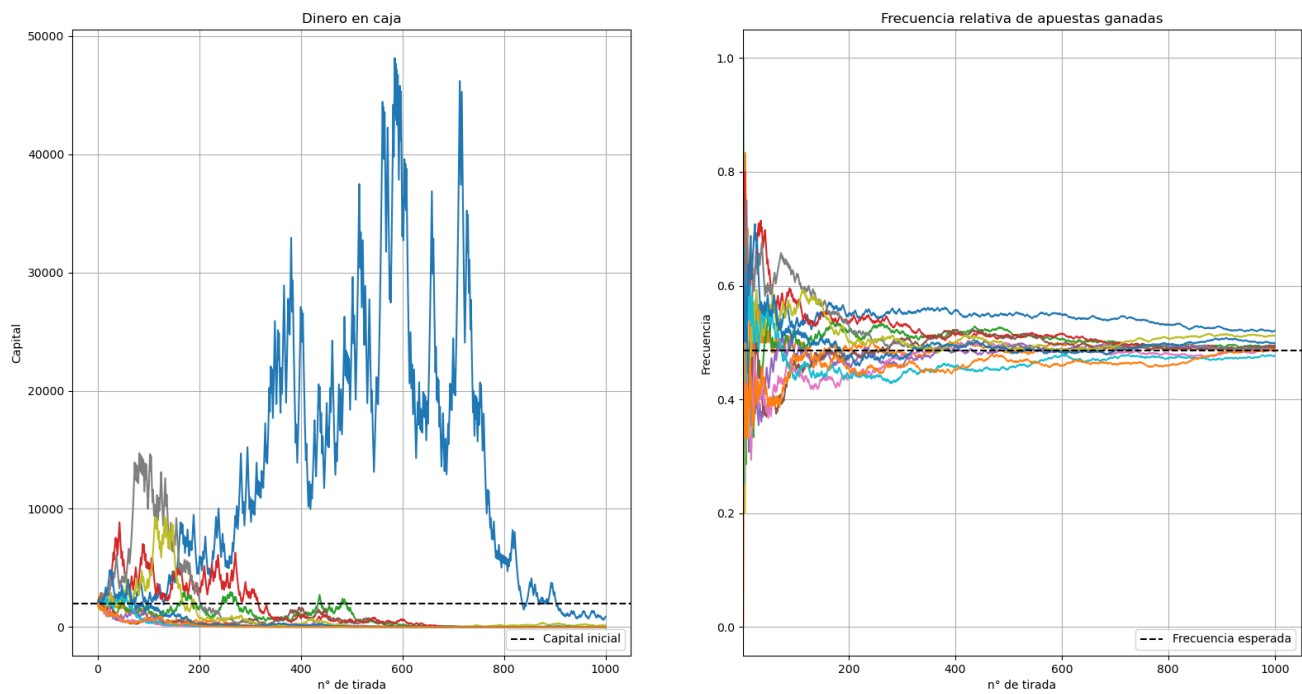 Dinero en caja
50000
40000
30000
20000
10000
0
Capital
0
200
400
600
800
1000
n° de tirada
Capital inicial
Frecuencia relativa de apuestas ganadas
1.0
0.8
0.6
0.4
0.2
0.0
Frecuencia
200
400
600
800
1000
n° de tirada
Frecuencia esperada